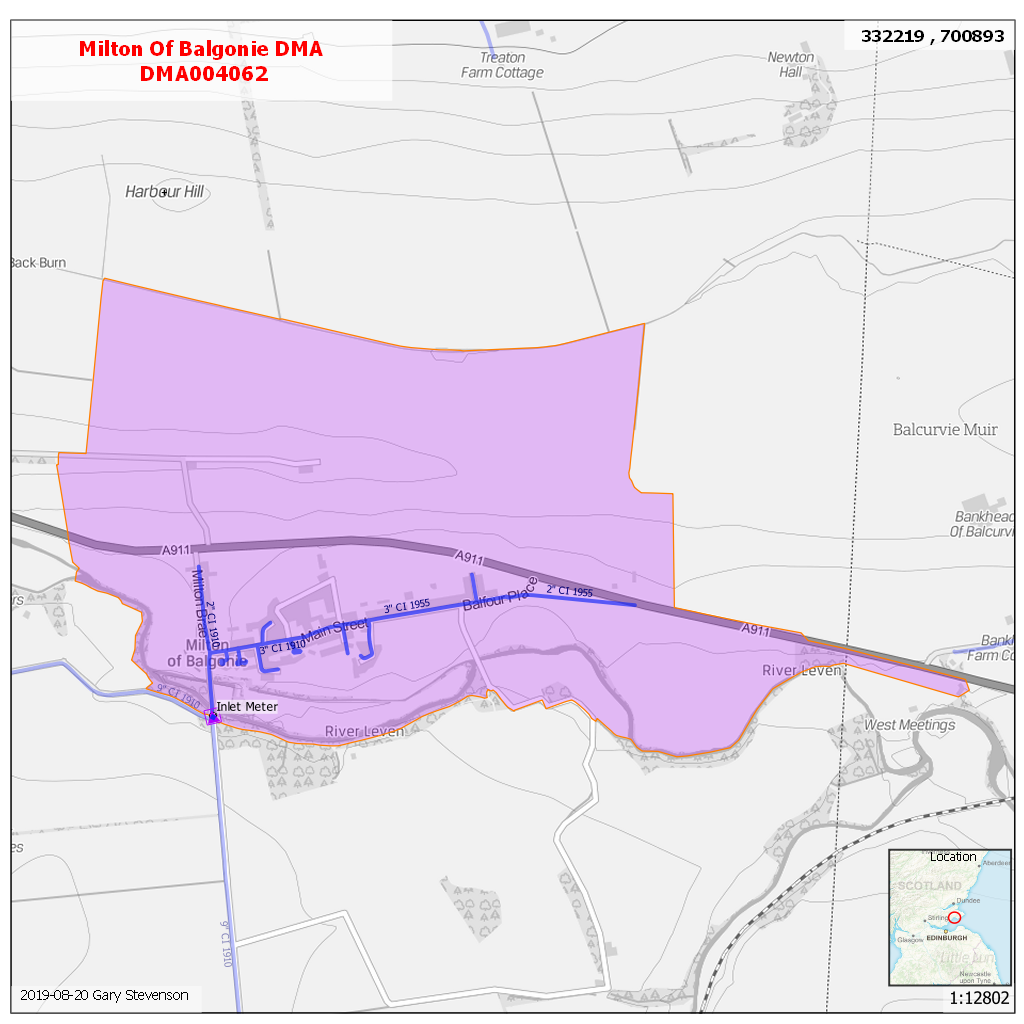 Milton Of Balgonie DMA
DMA004062
332219 , 700893
Treaton
Farm Cottage
Newton
Hall
Harbour Hill
Back Burn
Balcurvie Muir
Bankhead
Of Balcurvi
A911
A911
Milton Brae
2" CI 1910
Balfour Place
2" CI 1955
3" CI 1955
Main Street
3" CI 1910
A911
Milton
of Balgonie
Bankh
Farm Co
River Leven
9" CI 1910
Inlet Meter
River Leven
West Meetings
9" CI 1910
Location
Aberdeen
SCOTLAND
Dundee
Stirling
Glasgow
EDINBURGH
Little Lun
Newcastle
upon Tyne
2019-08-20 Gary Stevenson
1:12802